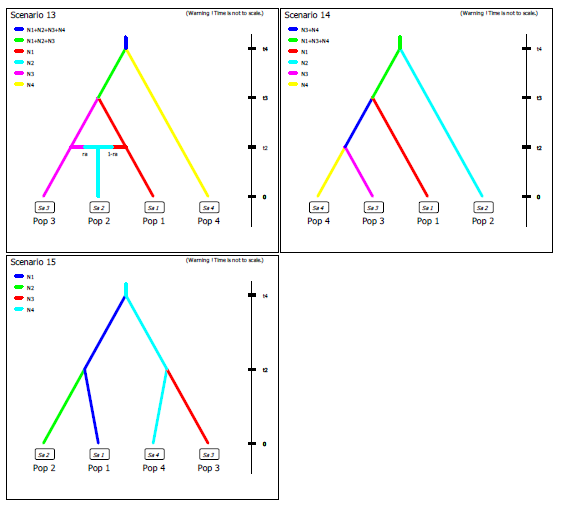 Scenario 13
(Warning ! Time is not to scale.)
N1+N2+N3+N4
N1+N2+N3
N1
N2
N3
N4
t4
t3
t2
0
ra
1-ra
Sa 3
Sa 2
Sa 1
Sa 4
Pop 3
Pop 2
Pop 1
Pop 4
Scenario 14
(Warning ! Time is not to scale.)
N3+N4
N1+N3+N4
N1
N2
N3
N4
t4
t3
t2
0
Sa 4
Sa 3
Sa 1
Sa 2
Pop 4
Pop 3
Pop 1
Pop 2
Scenario 15
(Warning ! Time is not to scale.)
N1
N2
N3
N4
t4
t2
0
Sa 2
Sa 1
Sa 4
Sa 3
Pop 2
Pop 1
Pop 4
Pop 3